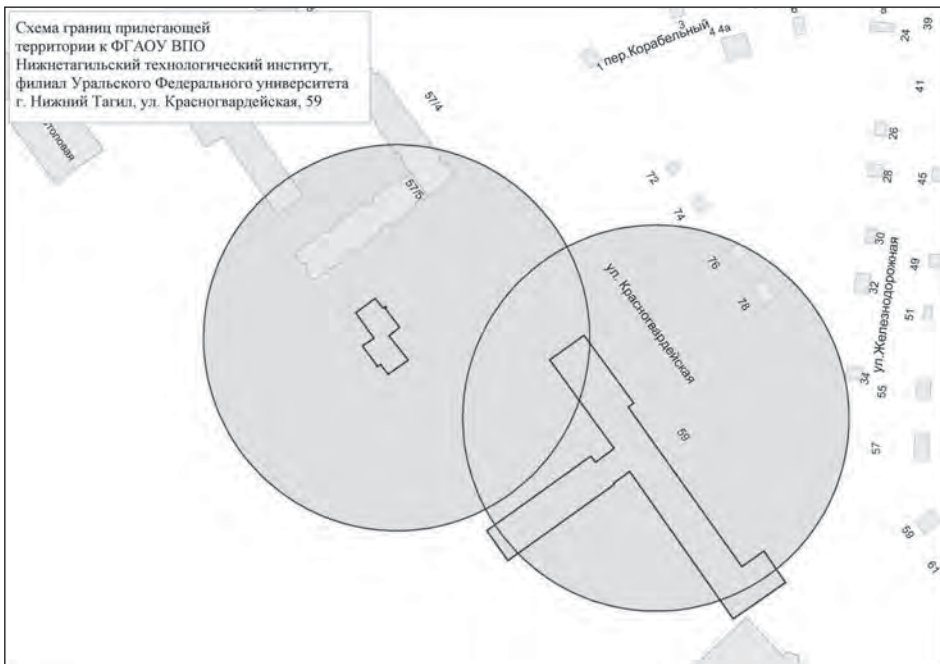 Схема границ прилегающей
территории к ФГАОУ ВПО
Нижнетагильский технологический институт,
филиал Уральского Федерального университета
г. Нижний Тагил, ул. Красногвардейская, 59
57/4
57/5
1 пер.Корабельный
3
4 4а
72
74
76
78
ул. Красногвардейская
59
24
26
28
30
32
34
ул.Железнодорожная
39
41
45
49
51
55
57
59
61